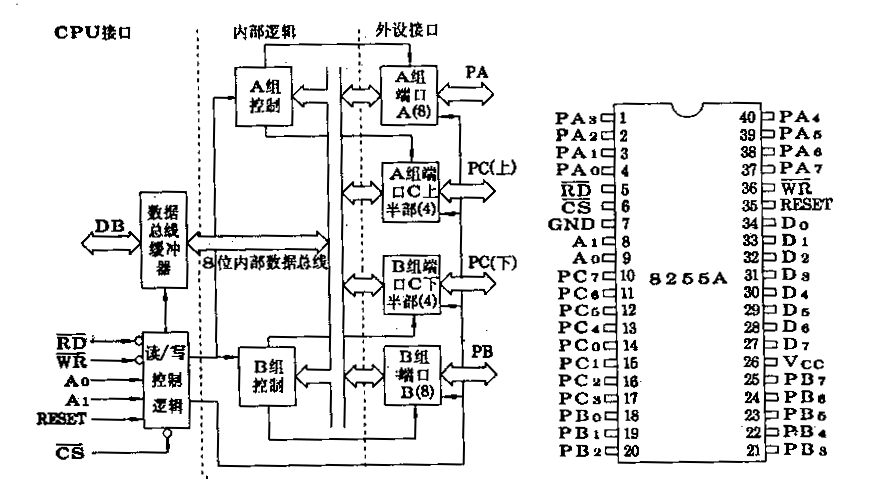 CPU接口
内部逻辑
外设接口
A组
控制
A组
端口
A(8)
PA
A组端
口C上
半部(4)
PC(上)
数据
总线
缓冲
器
DB
8位内部数据总线
B组端
口C下
半部(4)
PC(下)
B组
控制
B组
端口
B(8)
PB
读/写
控制
逻辑
R̅D̅
W̅R̅
A0
A1
RESET
C̅S̅
8255A
PA3 1
PA2 2
PA1 3
PA0 4
R̅D̅ 5
C̅S̅ 6
GND 7
A1 8
A0 9
PC7 10
PC6 11
PC5 12
PC4 13
PC0 14
PC1 15
PC2 16
PC3 17
PB0 18
PB1 19
PB2 20
40 PA4
39 PA5
38 PA6
37 PA7
36 W̅R̅
35 RESET
34 D0
33 D1
32 D2
31 D3
30 D4
29 D5
28 D6
27 D7
26 VCC
25 PB7
24 PB6
23 PB5
22 PB4
21 PB3